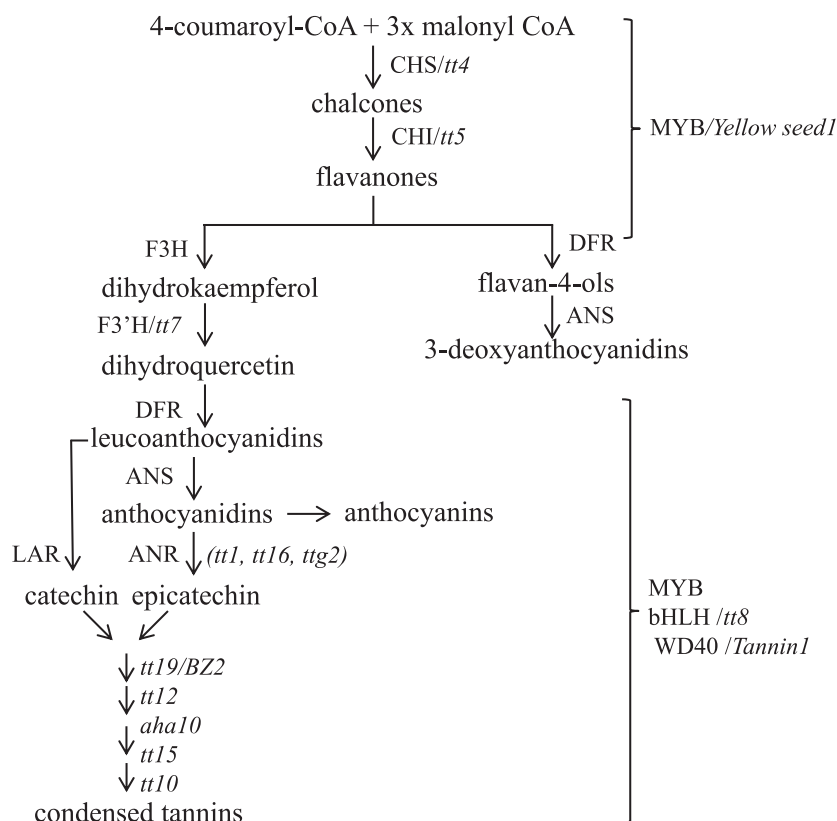 4-coumaroyl-CoA + 3x malonyl CoA
CHS/tt4
chalcones
CHI/tt5
flavanones
MYB/Yellow seed1
F3H
DFR
dihydrokaempferol
flavan-4-ols
F3’H/tt7
ANS
dihydroquercetin
3-deoxyanthocyanidins
DFR
leucoanthocyanidins
ANS
anthocyanidins
anthocyanins
LAR
ANR
(tt1, tt16, ttg2)
catechin
epicatechin
MYB
bHLH /tt8
WD40 /Tannin1
tt19/BZ2
tt12
aha10
tt15
tt10
condensed tannins